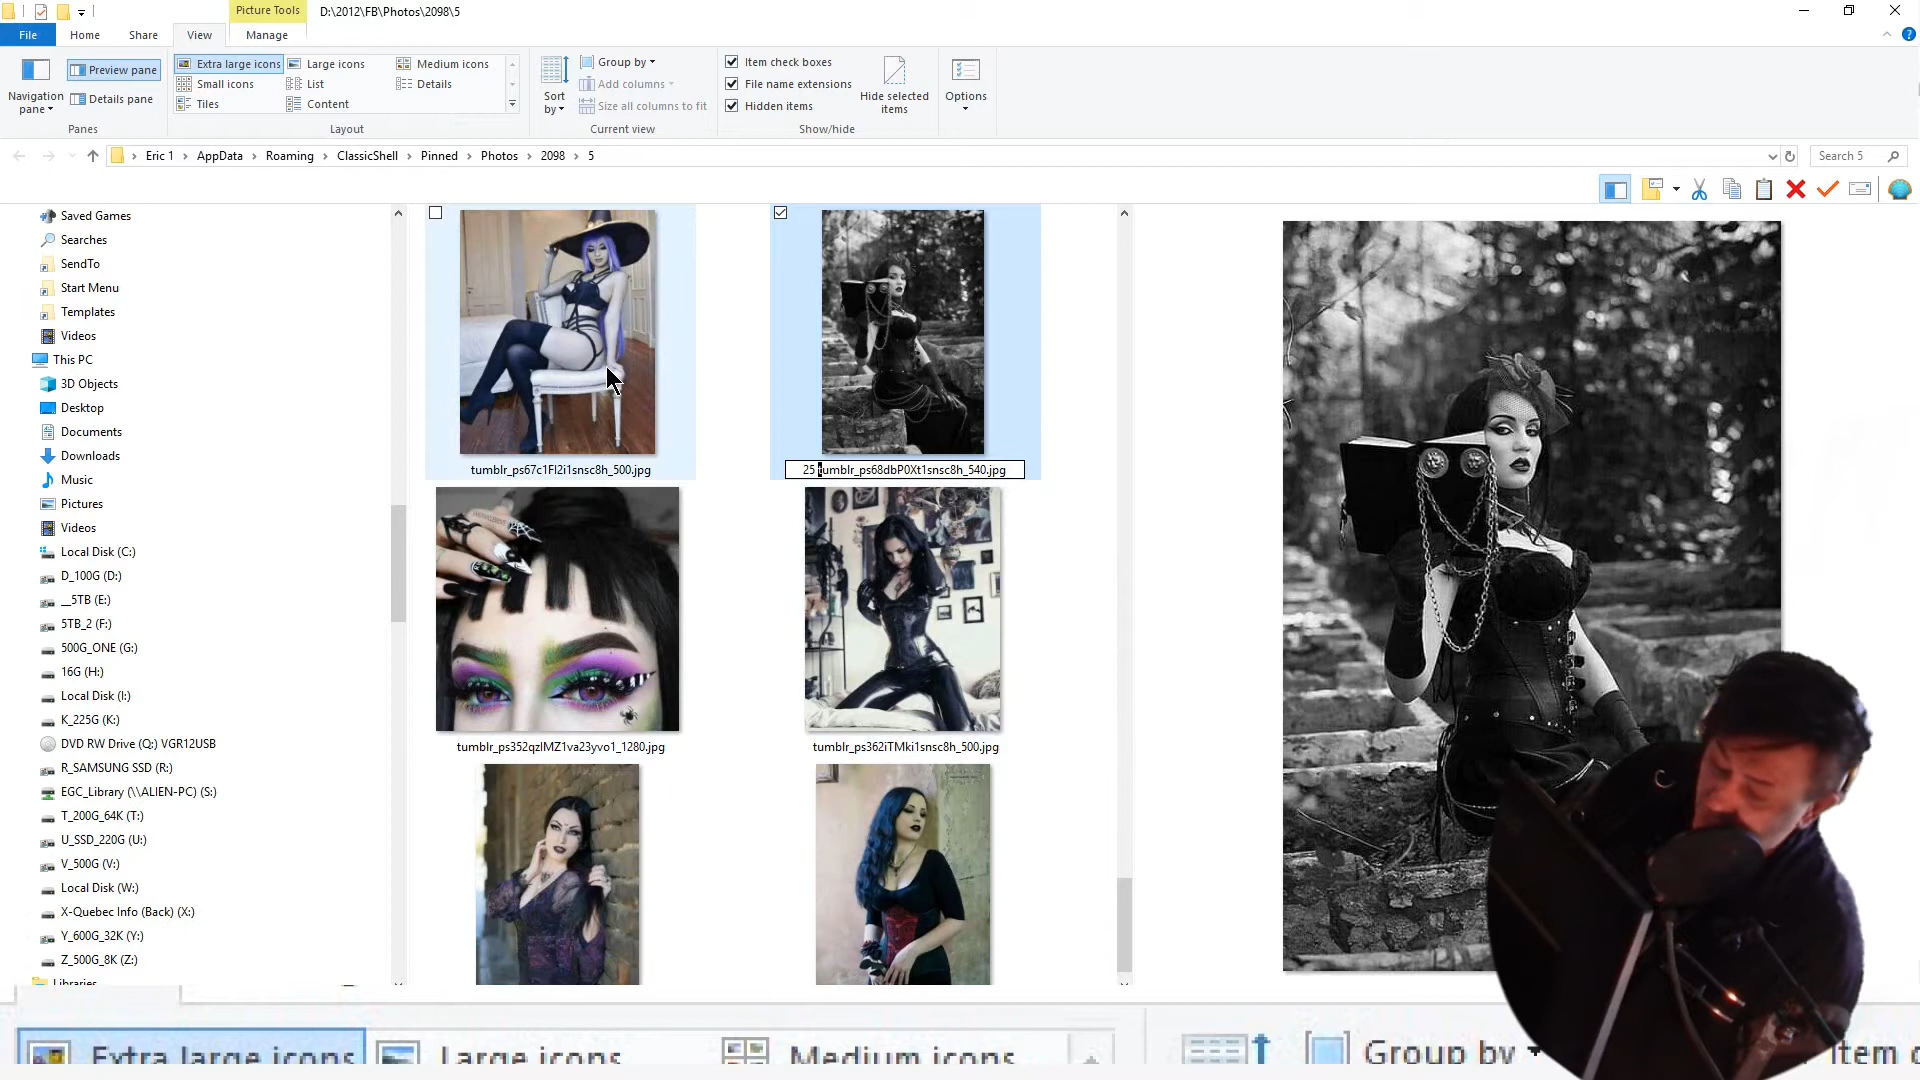 Picture Tools
D:\2012\FB\Photos\2098\5
File
Home
Share
View
Manage
Navigation pane
Preview pane
Details pane
Panes
Extra large icons
Large icons
Medium icons
Small icons
List
Details
Tiles
Content
Layout
Sort by
Group by
Add columns
Size all columns to fit
Current view
Item check boxes
File name extensions
Hidden items
Hide selected items
Show/hide
Options
Eric 1 › AppData › Roaming › ClassicShell › Pinned › Photos › 2098 › 5
Search 5
Saved Games
Searches
SendTo
Start Menu
Templates
Videos
This PC
3D Objects
Desktop
Documents
Downloads
Music
Pictures
Videos
Local Disk (C:)
D_100G (D:)
__5TB (E:)
5TB_2 (F:)
500G_ONE (G:)
16G (H:)
Local Disk (I:)
K_225G (K:)
DVD RW Drive (Q:) VGR12USB
R_SAMSUNG SSD (R:)
EGC_Library (\\ALIEN-PC) (S:)
T_200G_64K (T:)
U_SSD_220G (U:)
V_500G (V:)
Local Disk (W:)
X-Quebec Info (Back) (X:)
Y_600G_32K (Y:)
Z_500G_8K (Z:)
Libraries
tumblr_ps67c1Fl2i1snsc8h_500.jpg
25 tumblr_ps68dbP0Xt1snsc8h_540.jpg
tumblr_ps352qzlMZ1va23yvo1_1280.jpg
tumblr_ps362iTMki1snsc8h_500.jpg
Extra large icons
Large icons
Medium icons
Group by
Item c